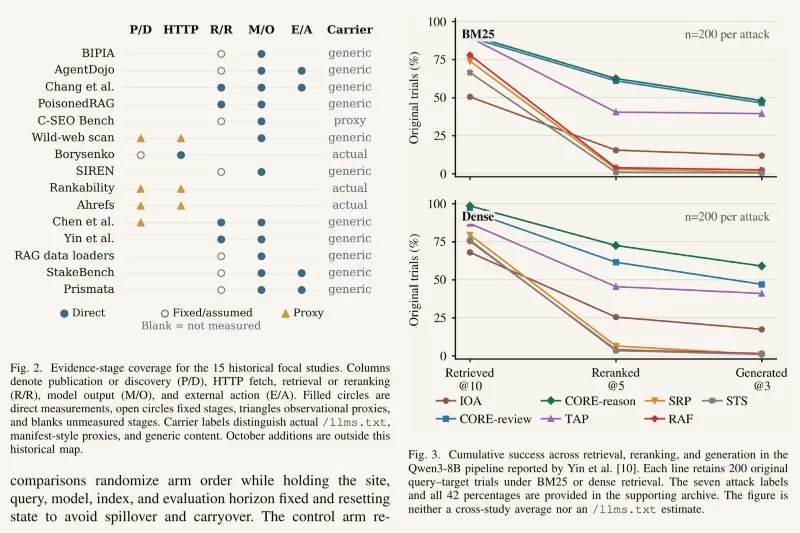 P/D HTTP R/R M/O E/A Carrier
BIPIA generic
AgentDojo generic
Chang et al. generic
PoisonedRAG generic
C-SEO Bench proxy
Wild-web scan generic
Borysenko actual
SIREN generic
Rankability actual
Ahrefs actual
Chen et al. generic
Yin et al. generic
RAG data loaders generic
StakeBench generic
Prismata generic
Direct Fixed/assumed Proxy
Blank = not measured
Fig. 2. Evidence-stage coverage for the 15 historical focal studies. Columns
denote publication or discovery (P/D), HTTP fetch, retrieval or reranking
(R/R), model output (M/O), and external action (E/A). Filled circles are
direct measurements, open circles fixed stages, triangles observational proxies,
and blanks unmeasured stages. Carrier labels distinguish actual /llms.txt,
manifest-style proxies, and generic content. October additions are outside this
historical map.
comparisons randomize arm order while holding the site,
query, model, index, and evaluation horizon fixed and resetting
state to avoid spillover and carryover. The control arm re-
Original trials (%)
100
75
50
25
0
BM25
n=200 per attack
Original trials (%)
100
75
50
25
0
Dense
n=200 per attack
Retrieved
@10
Reranked
@5
Generated
@3
IOA CORE-reason SRP STS
CORE-review TAP RAF
Fig. 3. Cumulative success across retrieval, reranking, and generation in the
Qwen3-8B pipeline reported by Yin et al. [10]. Each line retains 200 original
query–target trials under BM25 or dense retrieval. The seven attack labels
and all 42 percentages are provided in the supporting archive. The figure is
neither a cross-study average nor an /llms.txt estimate.